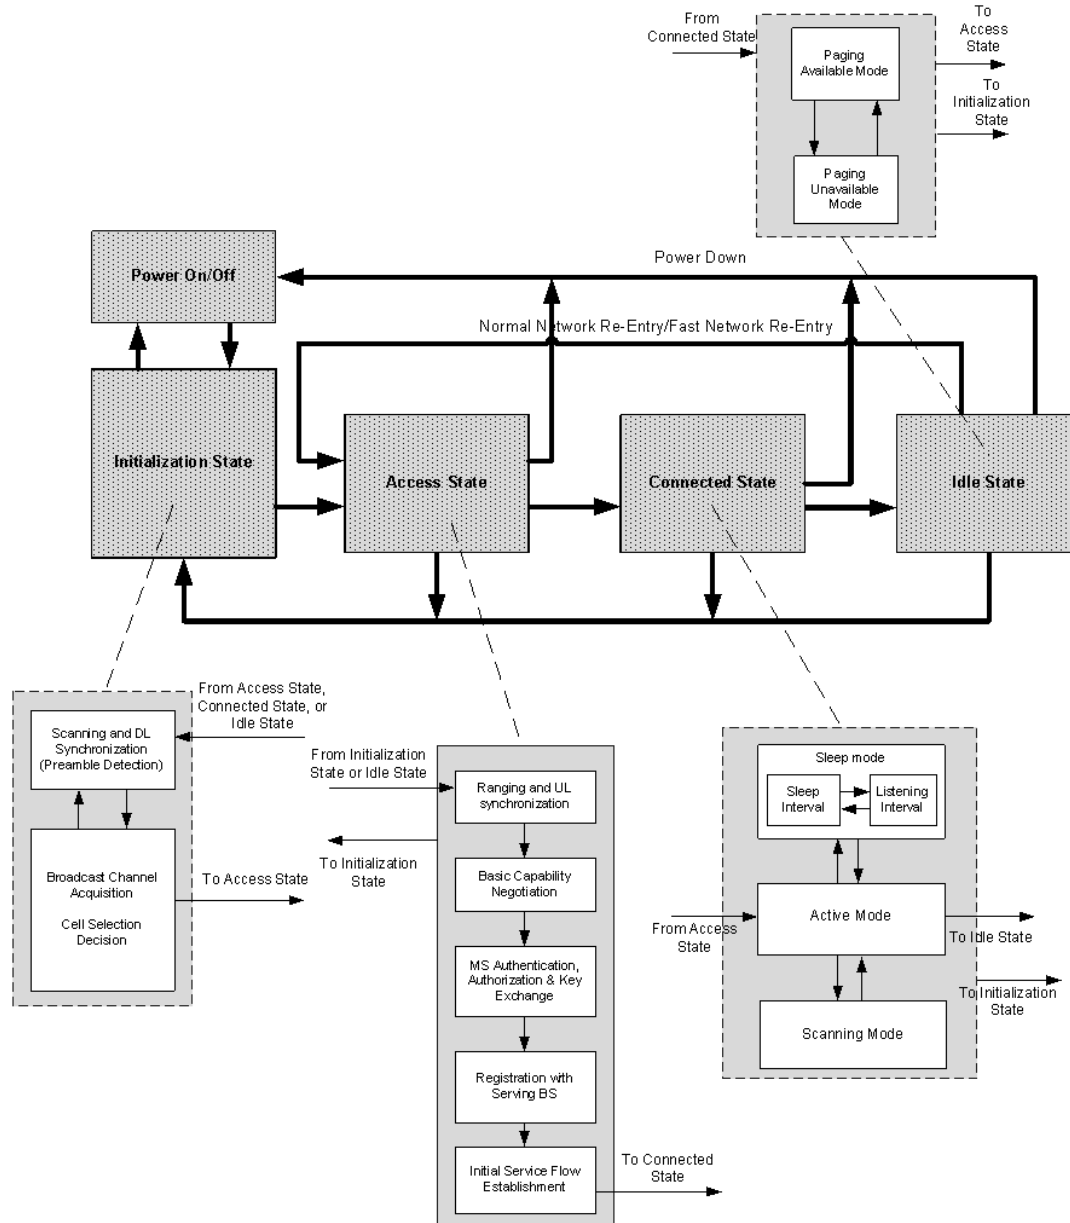 From
Connected State
To
Access
State
Paging
Available Mode
To
Initialization
State
Paging
Unavailable
Mode
Power On/Off
Power Down
Normal Network Re-Entry/Fast Network Re-Entry
Initialization State
Access State
Connected State
Idle State
From Access State,
Connected State, or
Idle State
Scanning and DL
Synchronization
(Preamble Detection)
Broadcast Channel
Acquisition
Cell Selection
Decision
To Access State
From Initialization
State or Idle State
To Initialization
State
Ranging and UL
synchronization
Basic Capability
Negotiation
MS Authentication,
Authorization & Key
Exchange
Registration with
Serving BS
Initial Service Flow
Establishment
To Connected
State
Sleep mode
Sleep
Interval
Listening
Interval
Active Mode
From Access
State
To Idle State
To Initialization
State
Scanning Mode